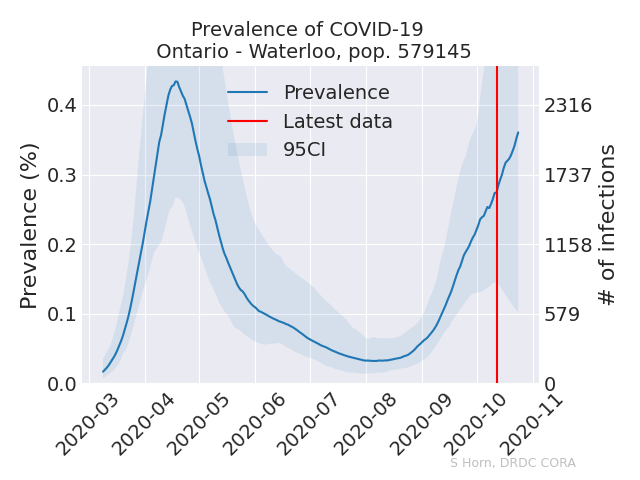 Prevalence of COVID-19
Ontario - Waterloo, pop. 579145
Prevalence
Latest data
95CI
Prevalence (%)
0.4
0.3
0.2
0.1
0.0
# of infections
2316
1737
1158
579
0
2020-03
2020-04
2020-05
2020-06
2020-07
2020-08
2020-09
2020-10
2020-11
S Horn, DRDC CORA